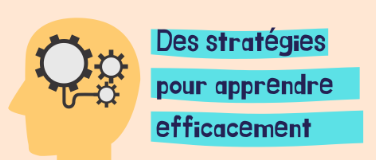 Des stratégies
pour apprendre
efficacement